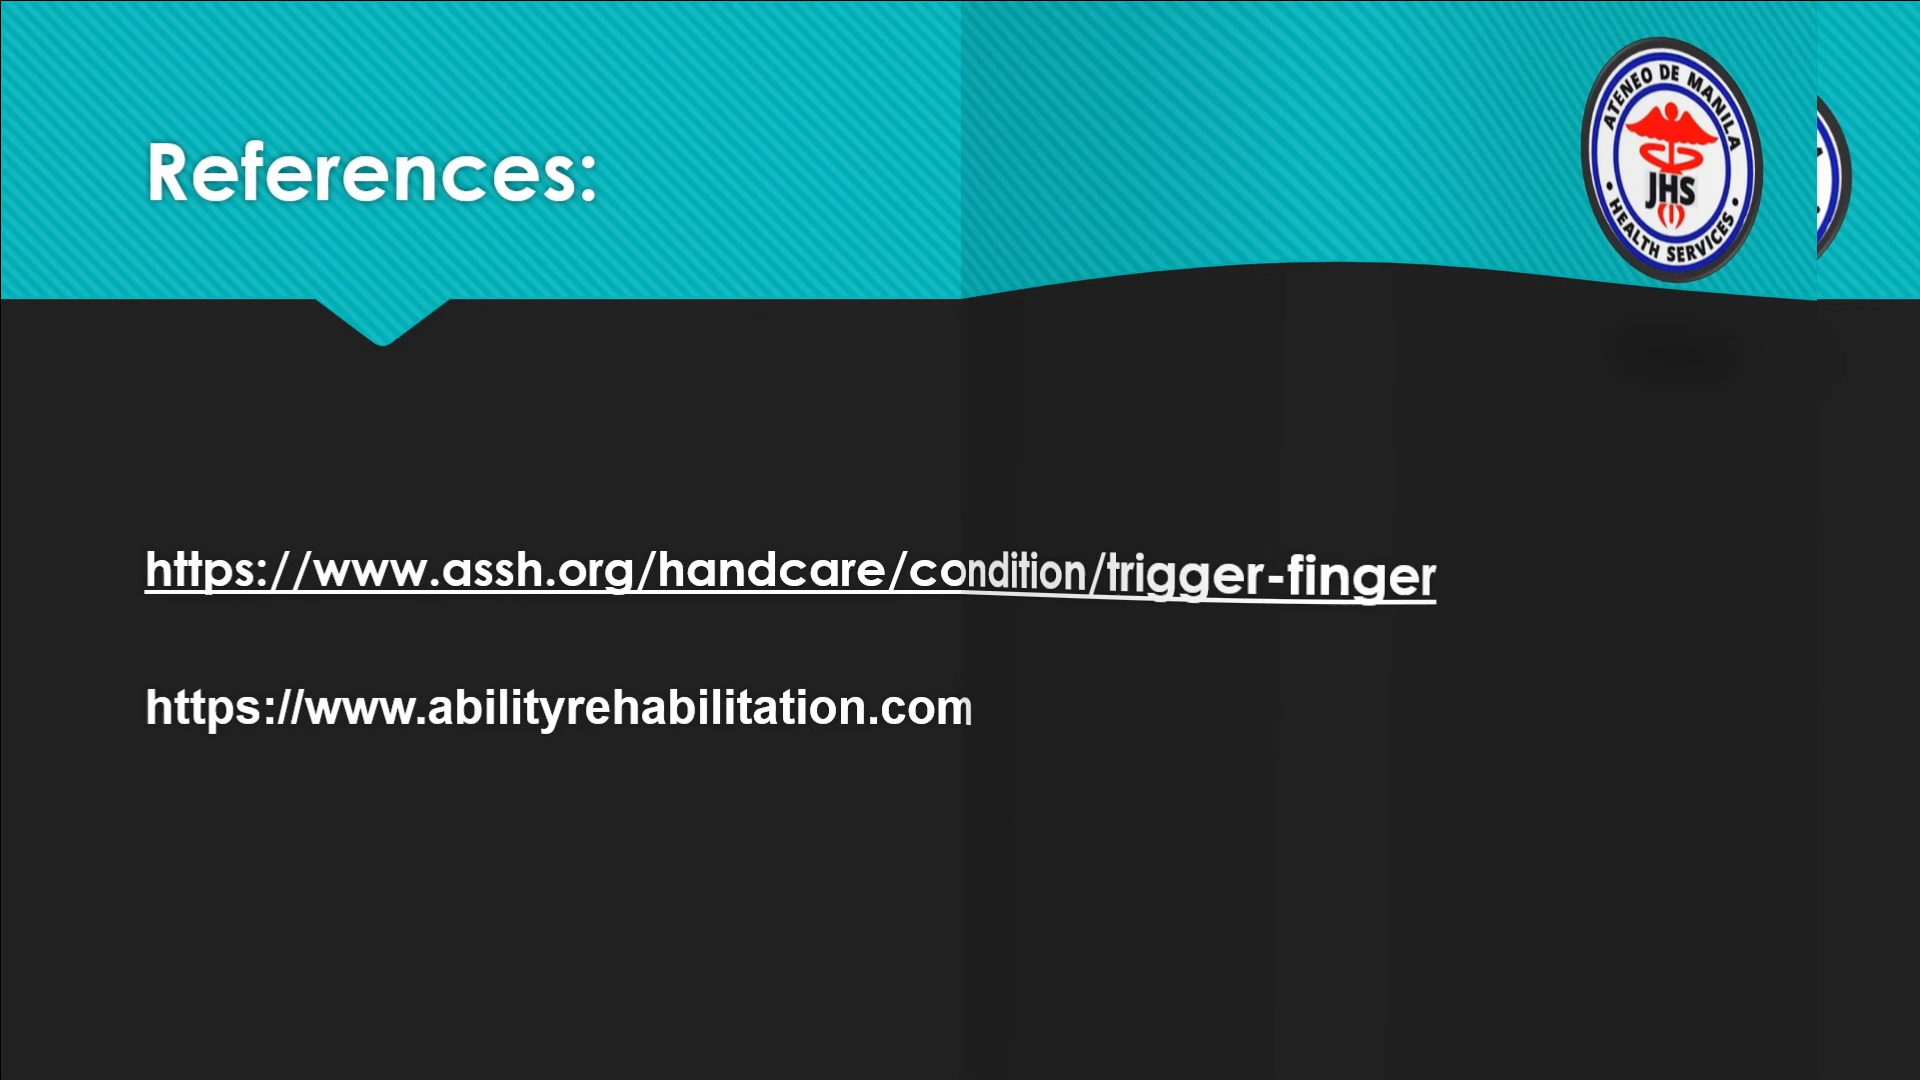 References:
ATENEO DE MANILA
JHS
• HEALTH SERVICES •
https://www.assh.org/handcare/condition/trigger-finger
https://www.abilityrehabilitation.com